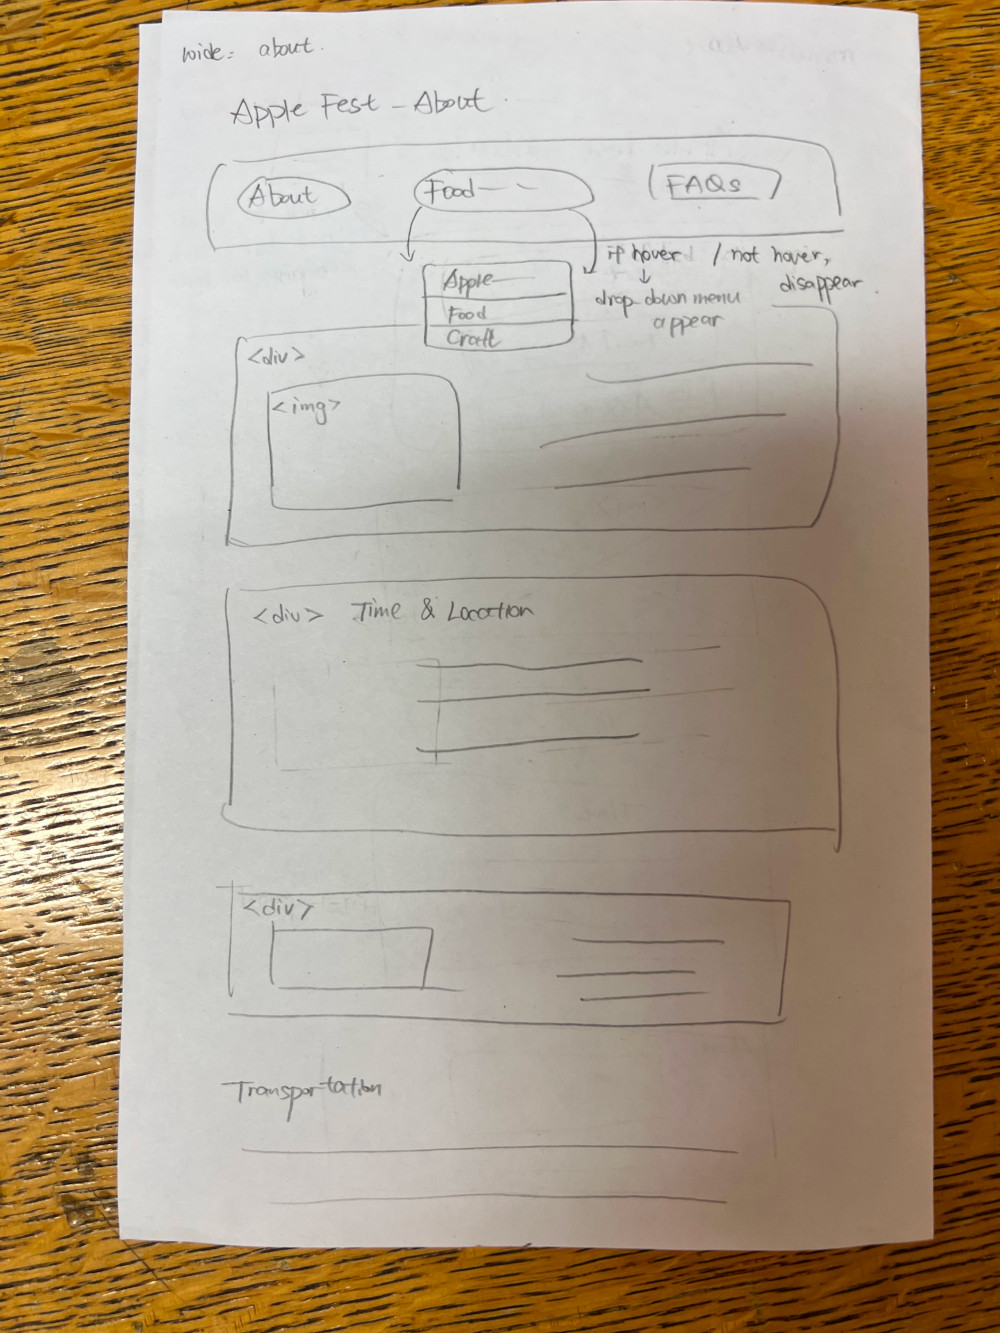 wide: about.
Apple Fest - About.
About
Food
FAQs
if hover / not hover,
disappear.
drop down menu
appear
Apple
Food
Craft
<div>
<img>
<div> Time & Location
<div>
Transportation